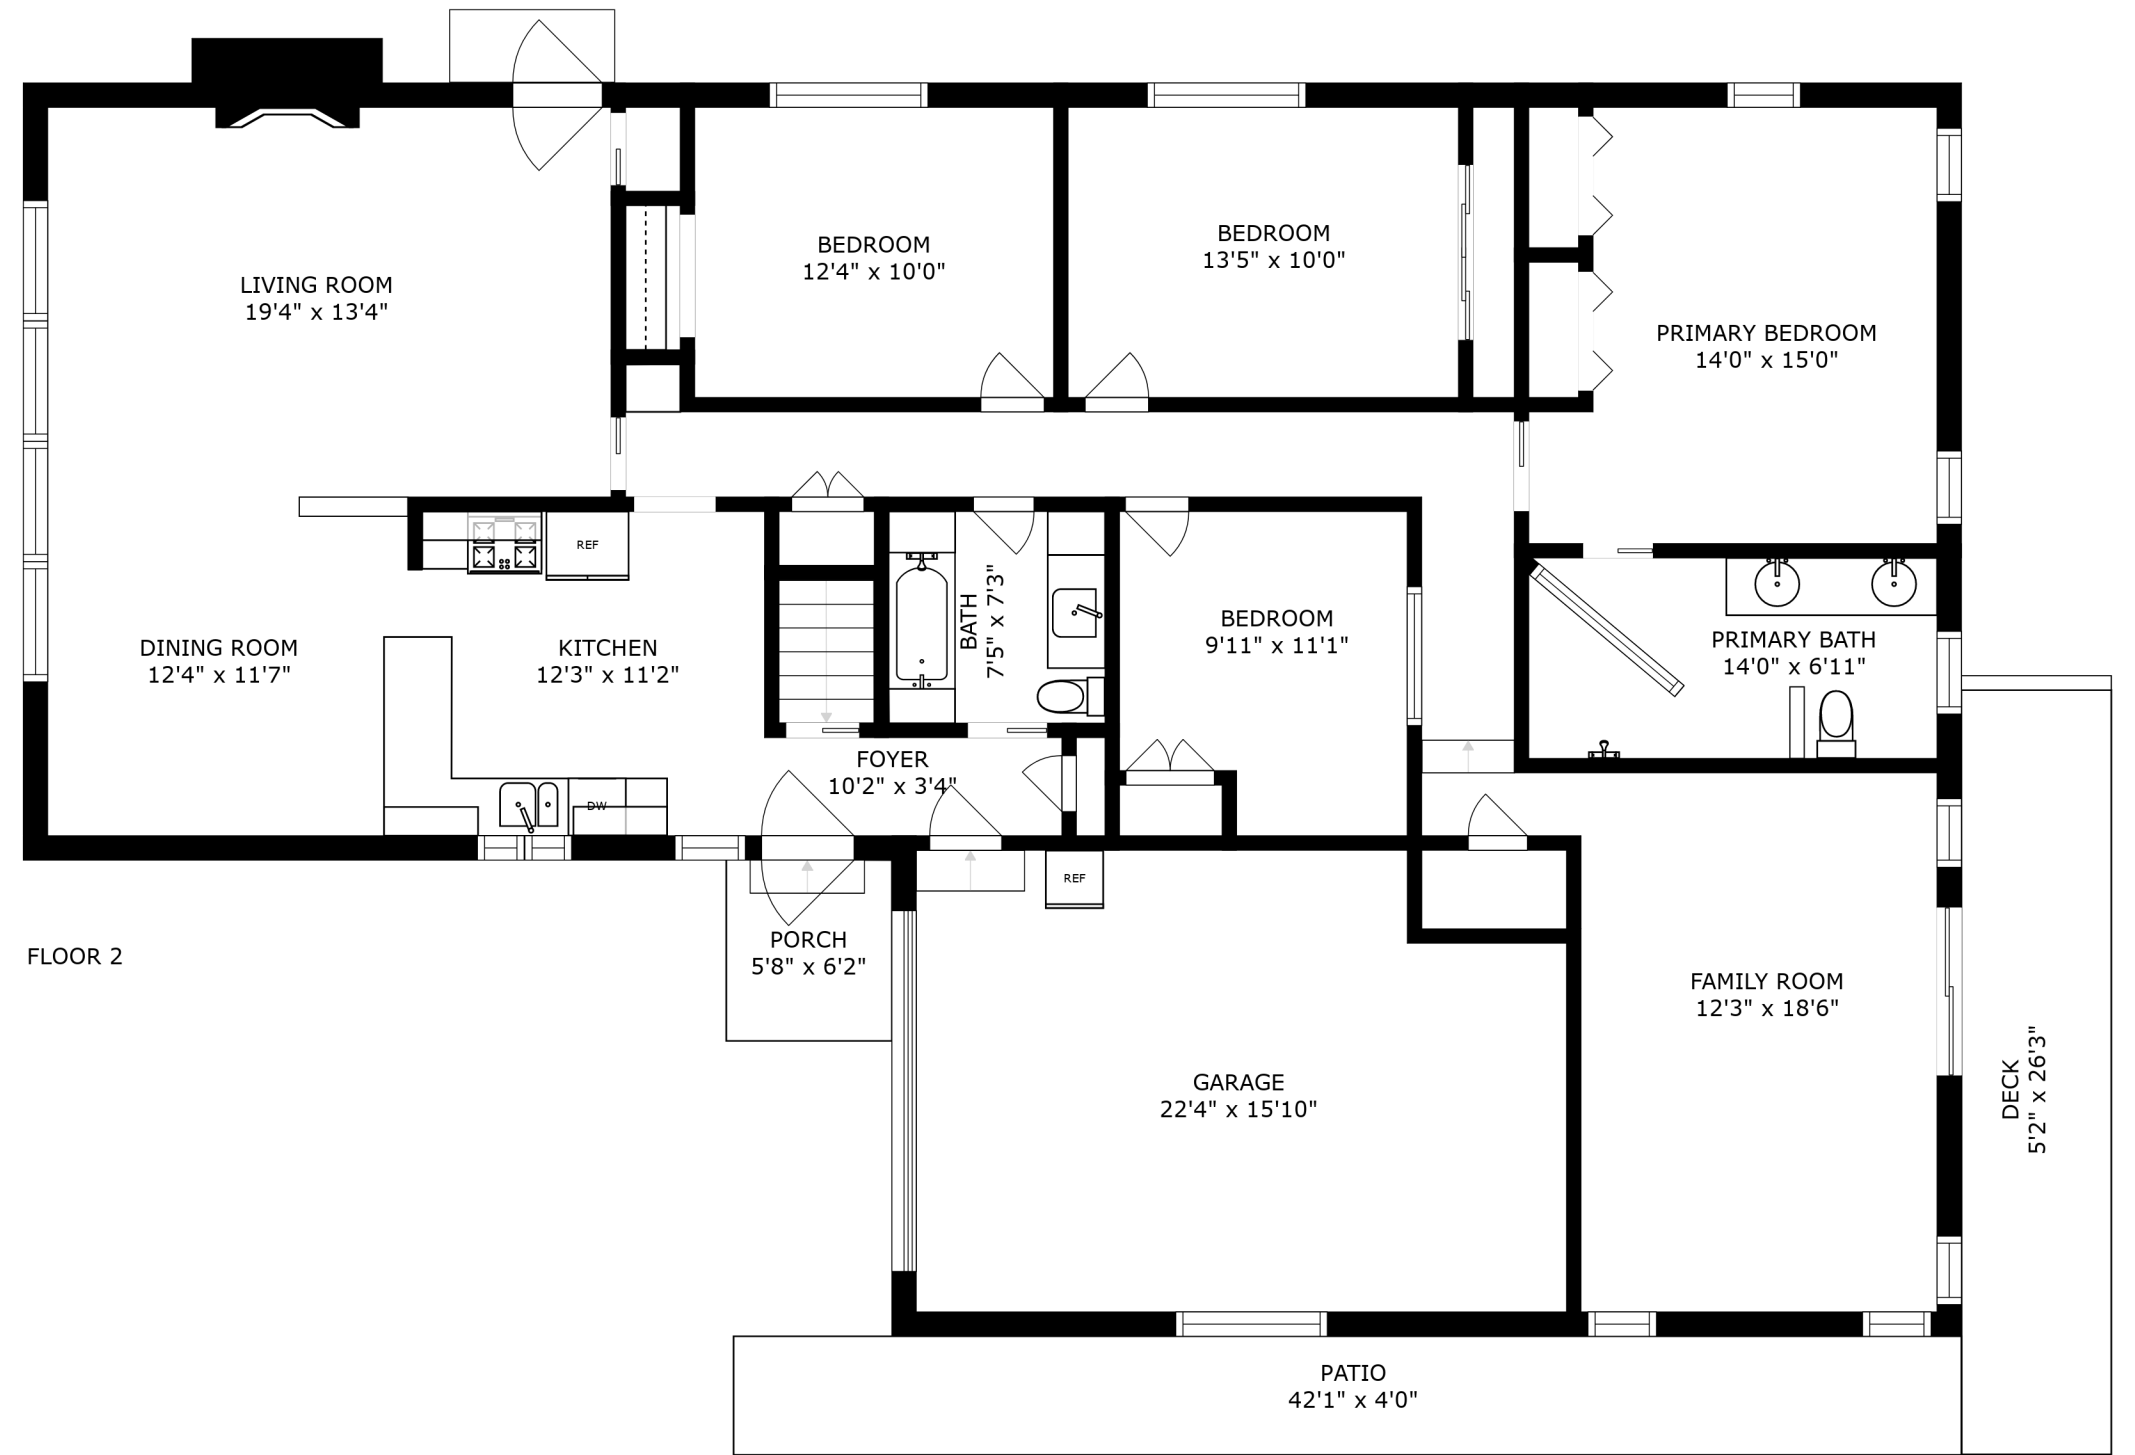 LIVING ROOM
19'4" x 13'4"
BEDROOM
12'4" x 10'0"
BEDROOM
13'5" x 10'0"
PRIMARY BEDROOM
14'0" x 15'0"
REF
DINING ROOM
12'4" x 11'7"
KITCHEN
12'3" x 11'2"
BATH
7'5" x 7'3"
BEDROOM
9'11" x 11'1"
PRIMARY BATH
14'0" x 6'11"
FOYER
10'2" x 3'4"
DW
REF
PORCH
5'8" x 6'2"
FLOOR 2
FAMILY ROOM
12'3" x 18'6"
GARAGE
22'4" x 15'10"
DECK
5'2" x 26'3"
PATIO
42'1" x 4'0"